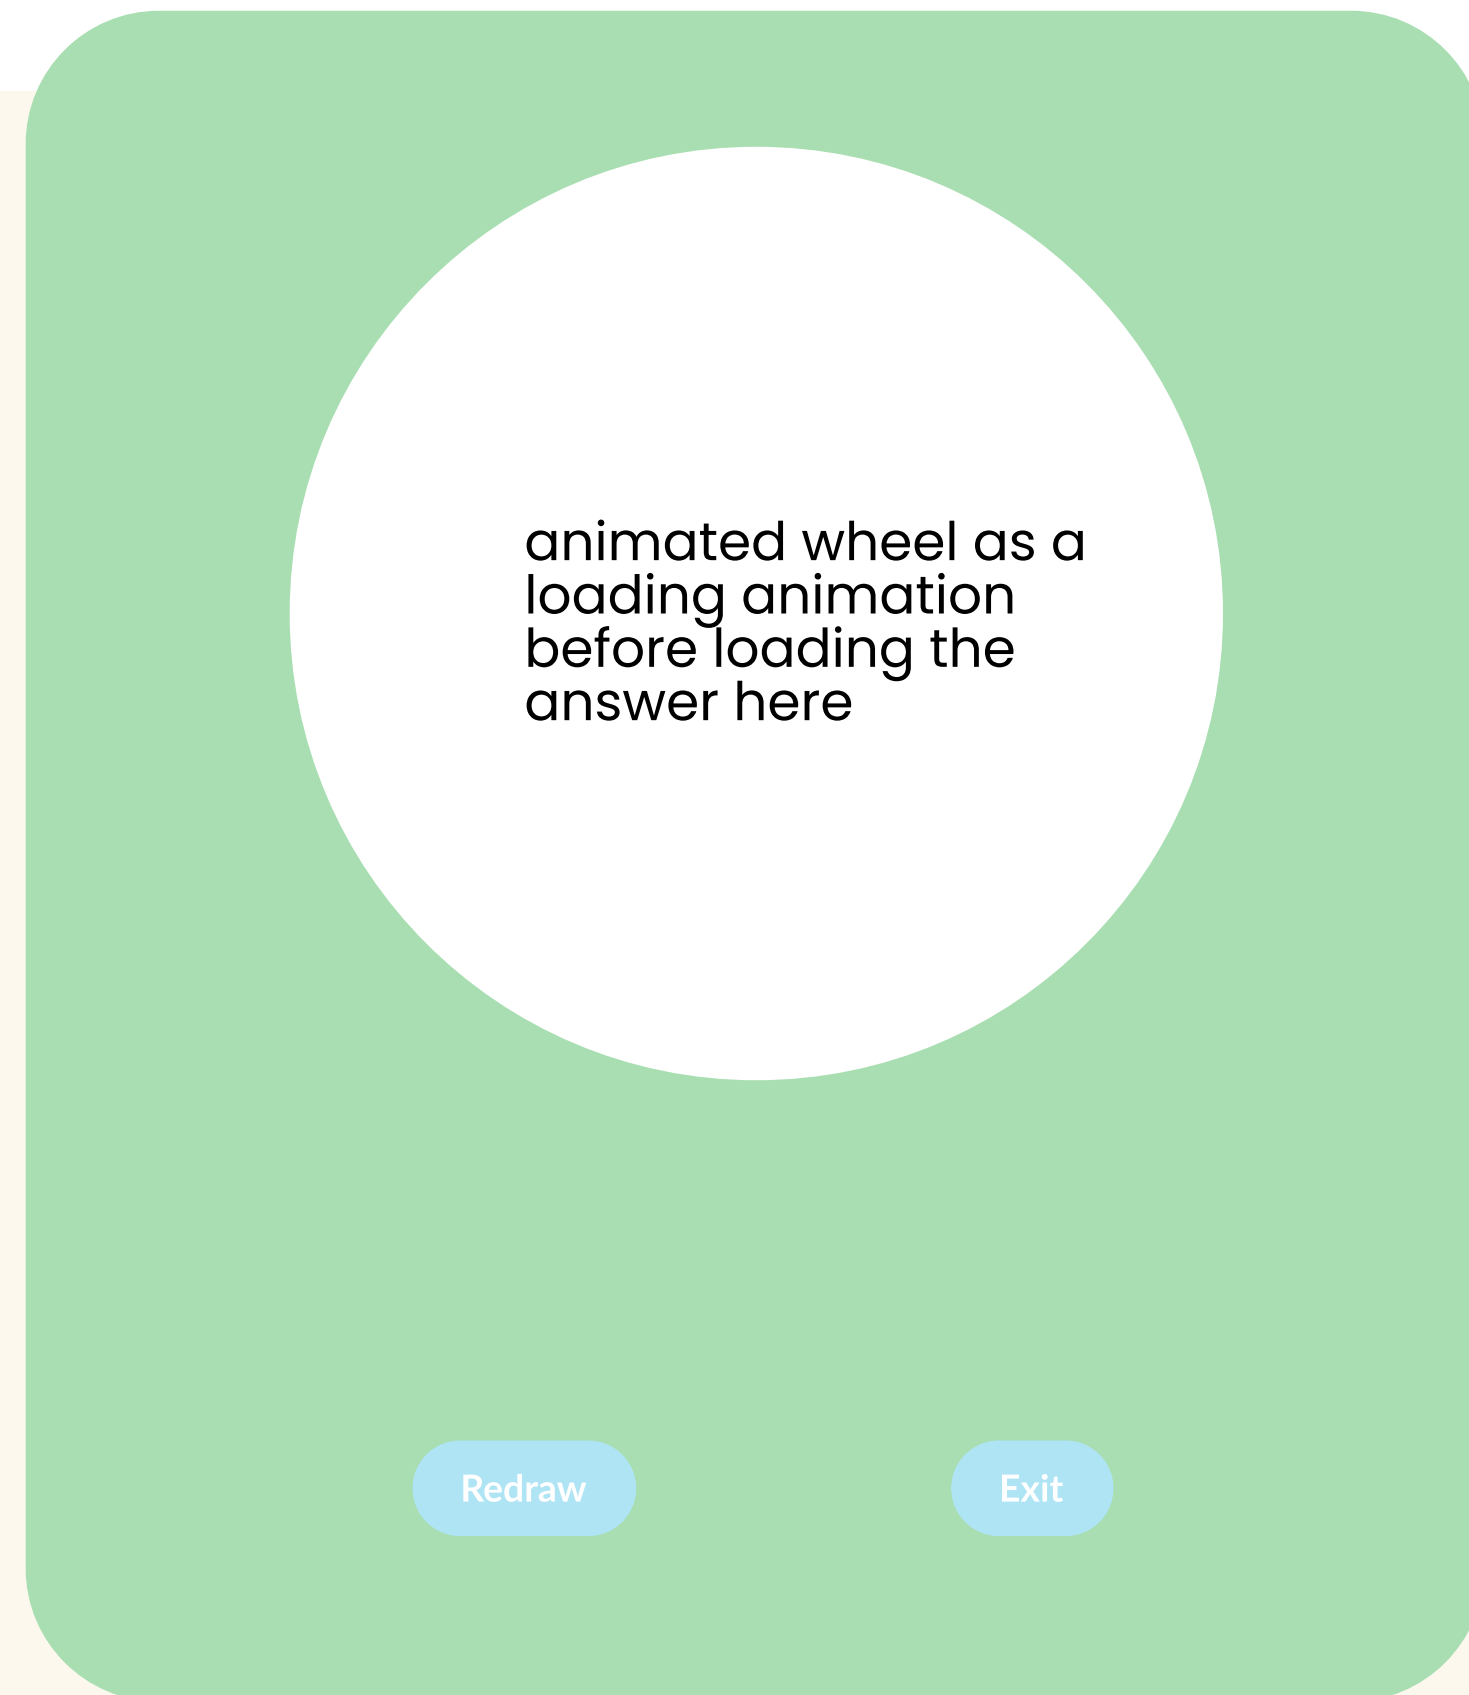 animated wheel as a
loading animation
before loading the
answer here
Redraw
Exit